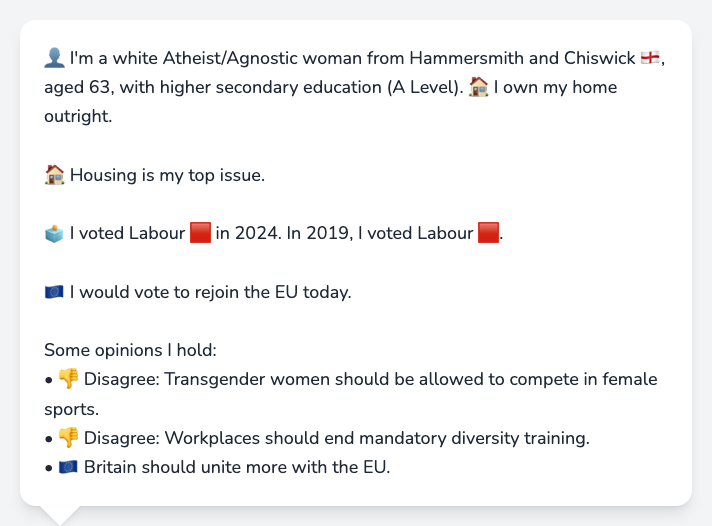 👤 I'm a white Atheist/Agnostic woman from Hammersmith and Chiswick 🏴󠁧󠁢󠁥󠁮󠁧󠁿,
aged 63, with higher secondary education (A Level). 🏠 I own my home
outright.
🏠 Housing is my top issue.
🗳️ I voted Labour 🟥 in 2024. In 2019, I voted Labour 🟥.
🇪🇺 I would vote to rejoin the EU today.
Some opinions I hold:
• 👎 Disagree: Transgender women should be allowed to compete in female
sports.
• 👎 Disagree: Workplaces should end mandatory diversity training.
• 🇪🇺 Britain should unite more with the EU.